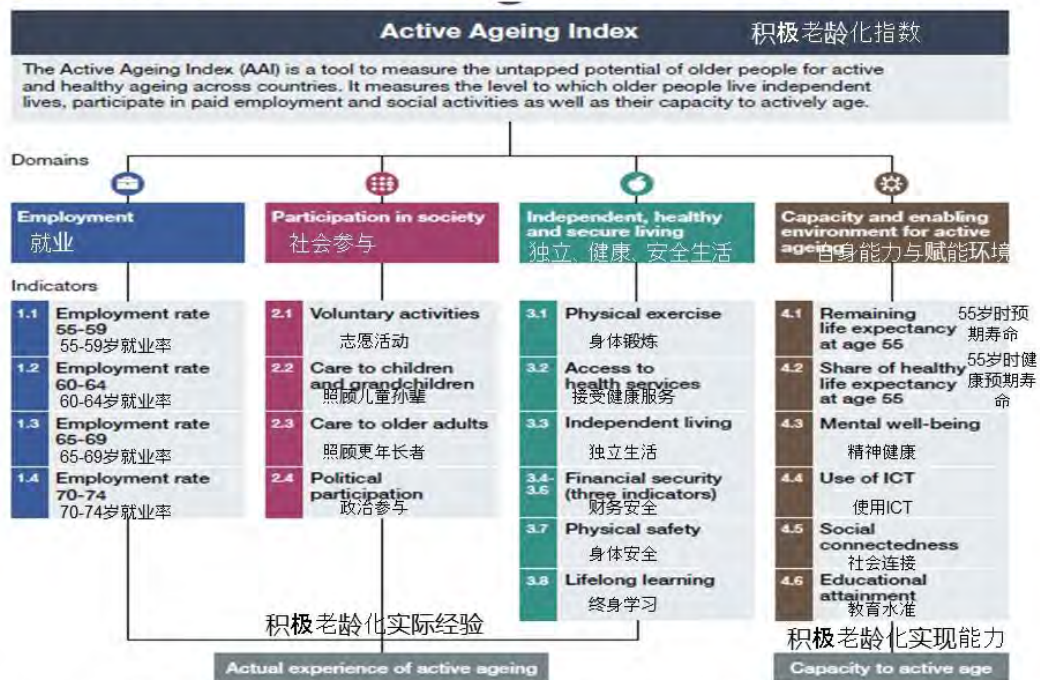 Active Ageing Index 积极老龄化指数
The Active Ageing Index (AAI) is a tool to measure the untapped potential of older people for active
and healthy ageing across countries. It measures the level to which older people live independent
lives, participate in paid employment and social activities as well as their capacity to actively age.
Domains
Employment
就业
Participation in society
社会参与
Independent, healthy
and secure living
独立、健康、安全生活
Capacity and enabling
environment for active
ageing
自身能力与赋能环境
Indicators
1.1 Employment rate
55-59
55-59岁就业率
1.2 Employment rate
60-64
60-64岁就业率
1.3 Employment rate
65-69
65-69岁就业率
1.4 Employment rate
70-74
70-74岁就业率
2.1 Voluntary activities
志愿活动
2.2 Care to children
and grandchildren
照顾儿童孙辈
2.3 Care to older adults
照顾更年长者
2.4 Political
participation
政治参与
3.1 Physical exercise
身体锻炼
3.2 Access to
health services
接受健康服务
3.3 Independent living
独立生活
3.4-
3.6 Financial security
(three indicators)
财务安全
3.7 Physical safety
身体安全
3.8 Lifelong learning
终身学习
4.1 Remaining
life expectancy
at age 55
55岁时预
期寿命
4.2 Share of healthy
life expectancy
at age 55
55岁时健
康预期寿
命
4.3 Mental well-being
精神健康
4.4 Use of ICT
使用ICT
4.5 Social
connectedness
社会连接
4.6 Educational
attainment
教育水准
积极老龄化实际经验
Actual experience of active ageing
积极老龄化实现能力
Capacity to active age